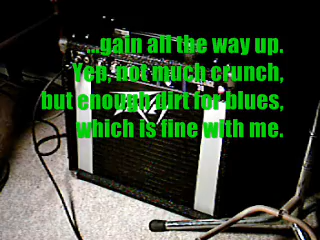 ...gain all the way up.
Yep, not much crunch,
but enough dirt for blues,
which is fine with me.